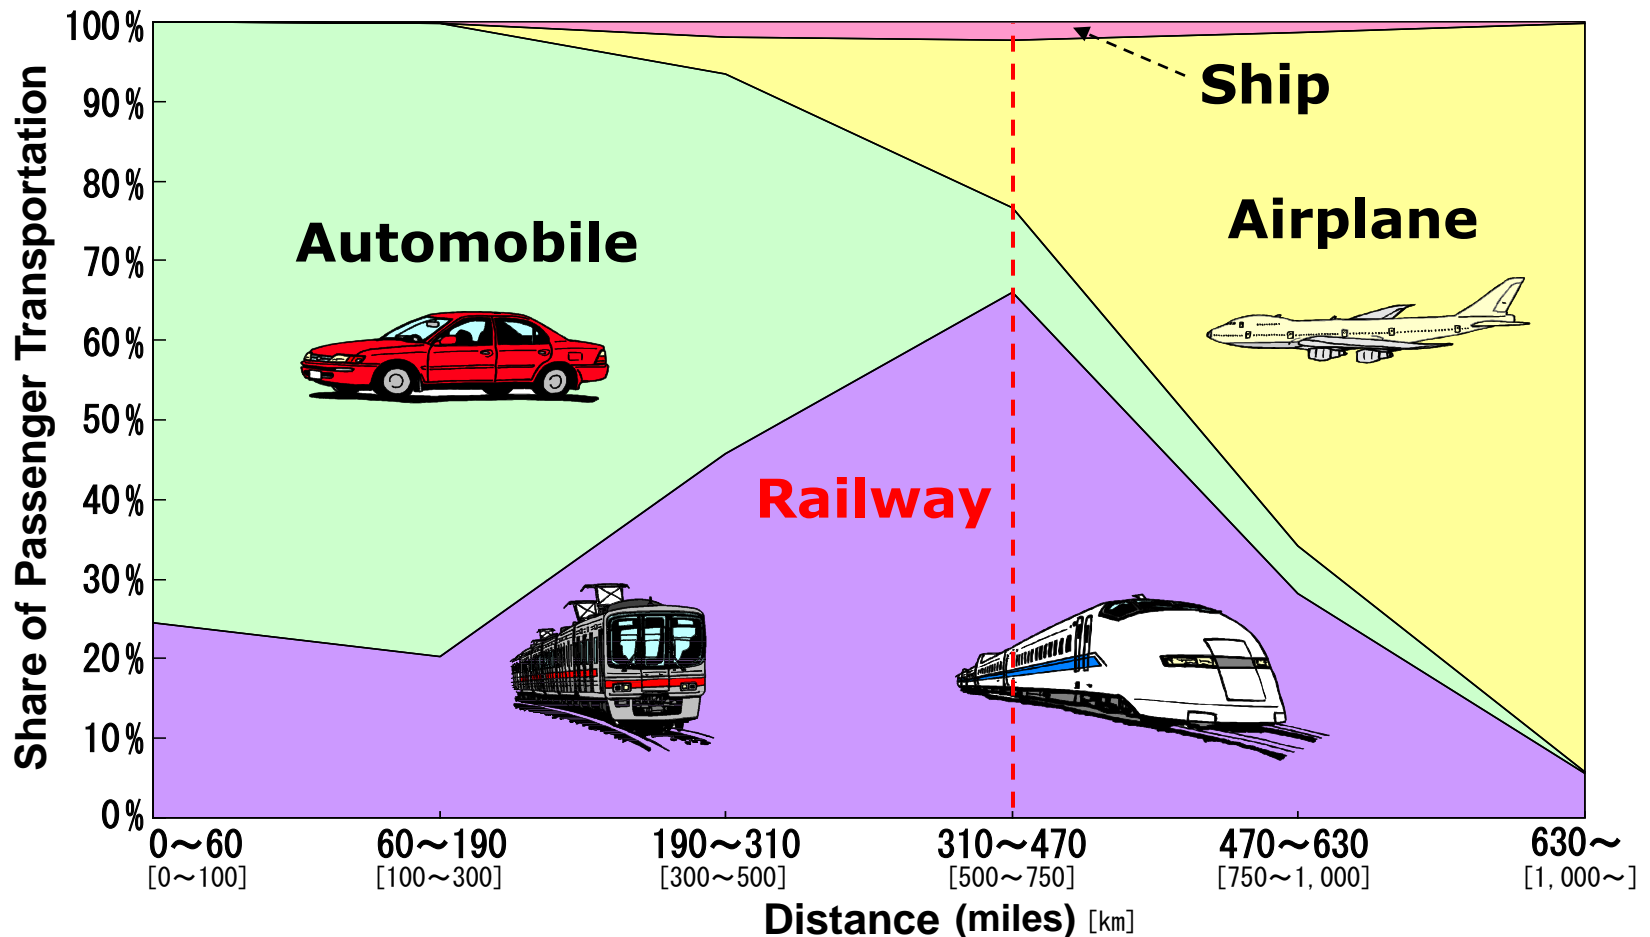 Share of Passenger Transportation
100%
90%
80%
70%
60%
50%
40%
30%
20%
10%
0%
Ship
Automobile
Airplane
Railway
0～60 60～190 190～310 310～470 470～630 630～
[0～100] [100～300] [300～500] [500～750] [750～1,000] [1,000～]
Distance (miles) [km]